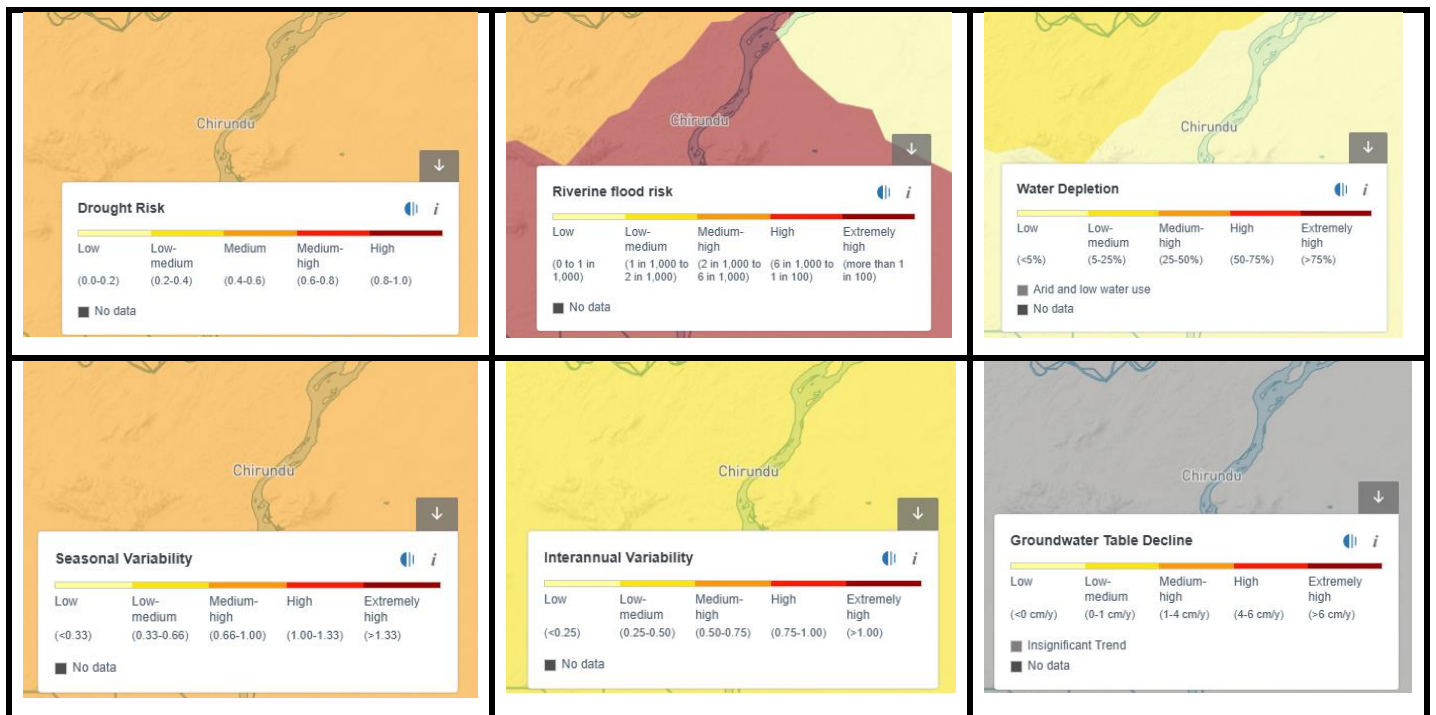 Chirundu
Drought Risk
i
Low
Low-
medium
Medium
Medium-
high
High
(0.0-0.2)
(0.2-0.4)
(0.4-0.6)
(0.6-0.8)
(0.8-1.0)
No data
Chirundu
Riverine flood risk
i
Low
Low-
medium
Medium-
high
High
Extremely
high
(0 to 1 in
1,000)
(1 in 1,000 to
2 in 1,000)
(2 in 1,000 to
6 in 1,000)
(6 in 1,000 to
1 in 100)
(more than 1
in 100)
No data
Chirundu
Water Depletion
i
Low
Low-
medium
Medium-
high
High
Extremely
high
(<5%)
(5-25%)
(25-50%)
(50-75%)
(>75%)
Arid and low water use
No data
Chirundu
Seasonal Variability
i
Low
Low-
medium
Medium-
high
High
Extremely
high
(<0.33)
(0.33-0.66)
(0.66-1.00)
(1.00-1.33)
(>1.33)
No data
Chirundu
Interannual Variability
i
Low
Low-
medium
Medium-
high
High
Extremely
high
(<0.25)
(0.25-0.50)
(0.50-0.75)
(0.75-1.00)
(>1.00)
No data
Chirundu
Groundwater Table Decline
i
Low
Low-
medium
Medium-
high
High
Extremely
high
(<0 cm/y)
(0-1 cm/y)
(1-4 cm/y)
(4-6 cm/y)
(>6 cm/y)
Insignificant Trend
No data